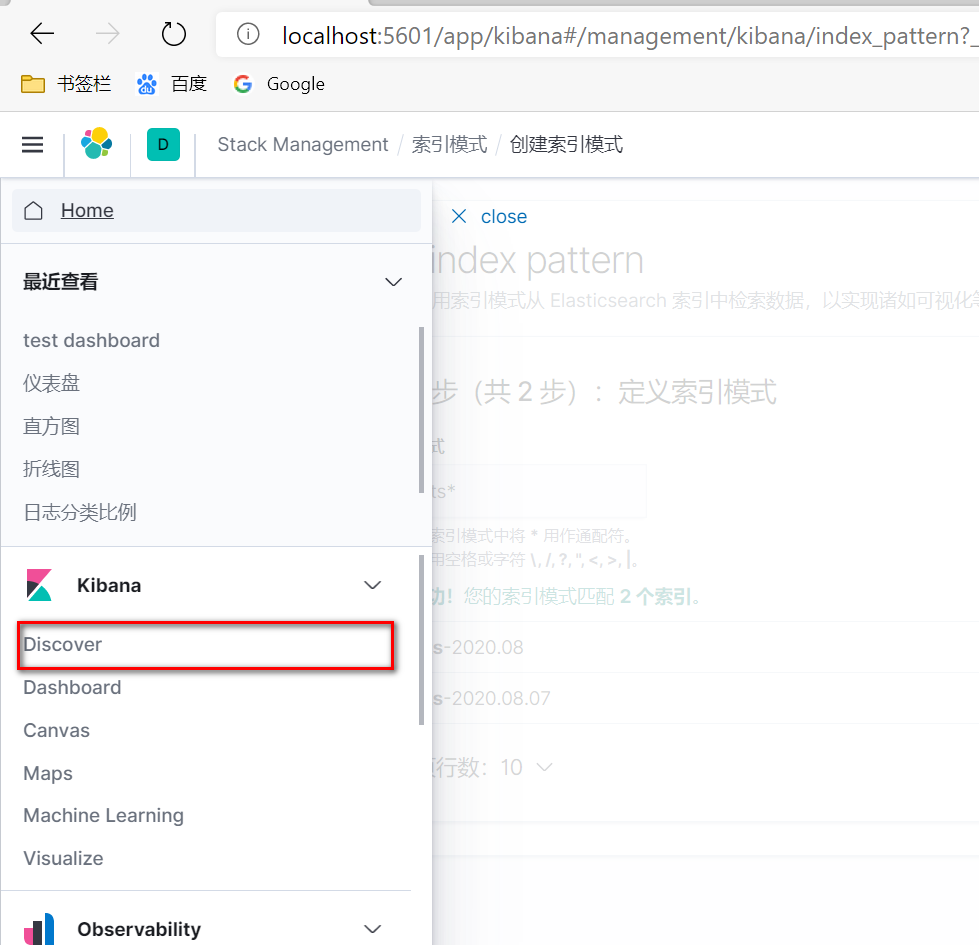 localhost:5601/app/kibana#/management/kibana/index_pattern?_
书签栏 百度 Google
D Stack Management / 索引模式 / 创建索引模式
Home
close
index pattern
最近查看
用索引模式从 Elasticsearch 索引中检索数据，以实现诸如可视化等
test dashboard
仪表盘
步（共 2 步）：定义索引模式
直方图
式
折线图
ts*
日志分类比例
索引模式中将 * 用作通配符。
用空格或字符 \, /, ?, ", <, >, |。
Kibana
功！您的索引模式匹配 2 个索引。
Discover
s-2020.08
Dashboard
s-2020.08.07
Canvas
Maps
页行数：10
Machine Learning
Visualize
Observability